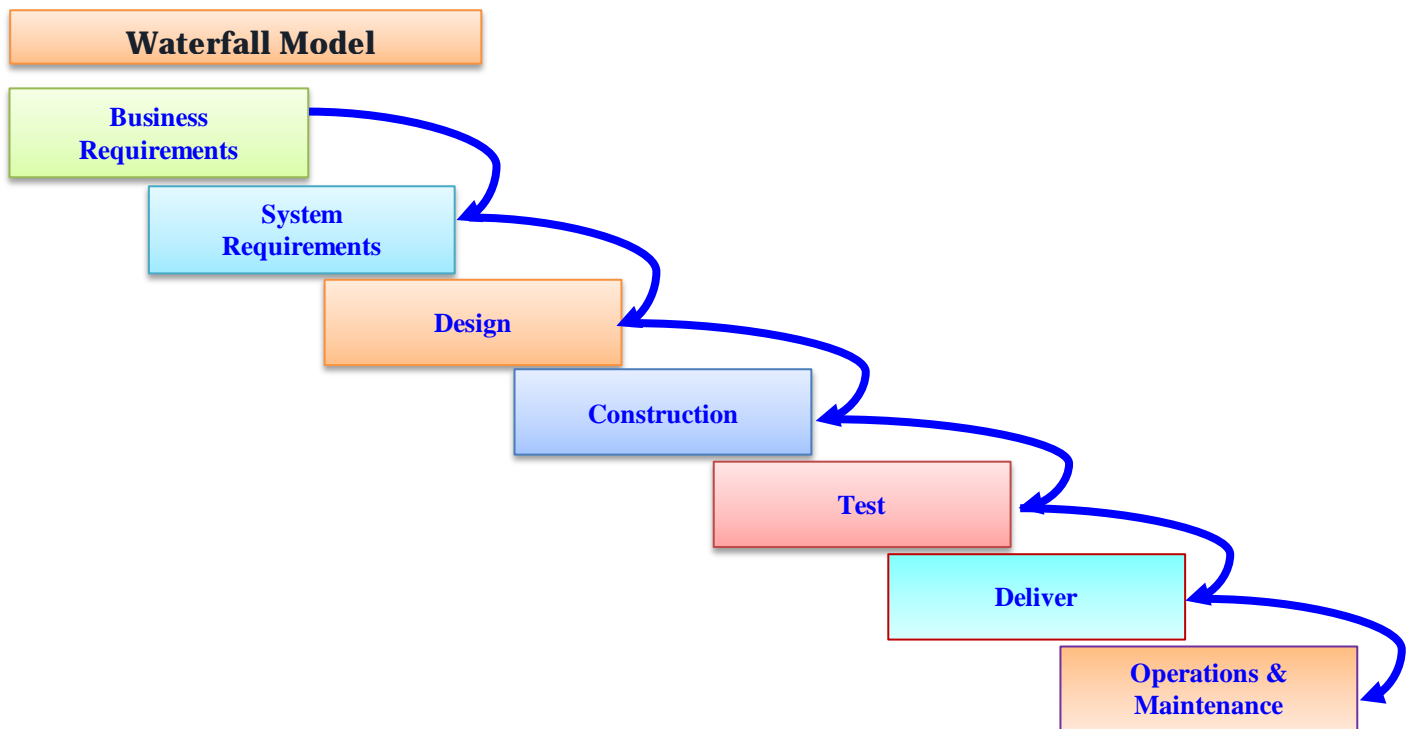 Waterfall Model
Business
Requirements
System
Requirements
Design
Construction
Test
Deliver
Operations &
Maintenance